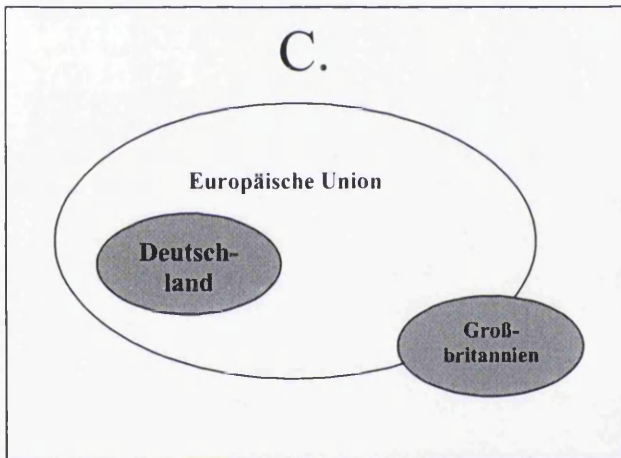 C.
Europäische Union
Deutsch-
land
Groß-
britannien